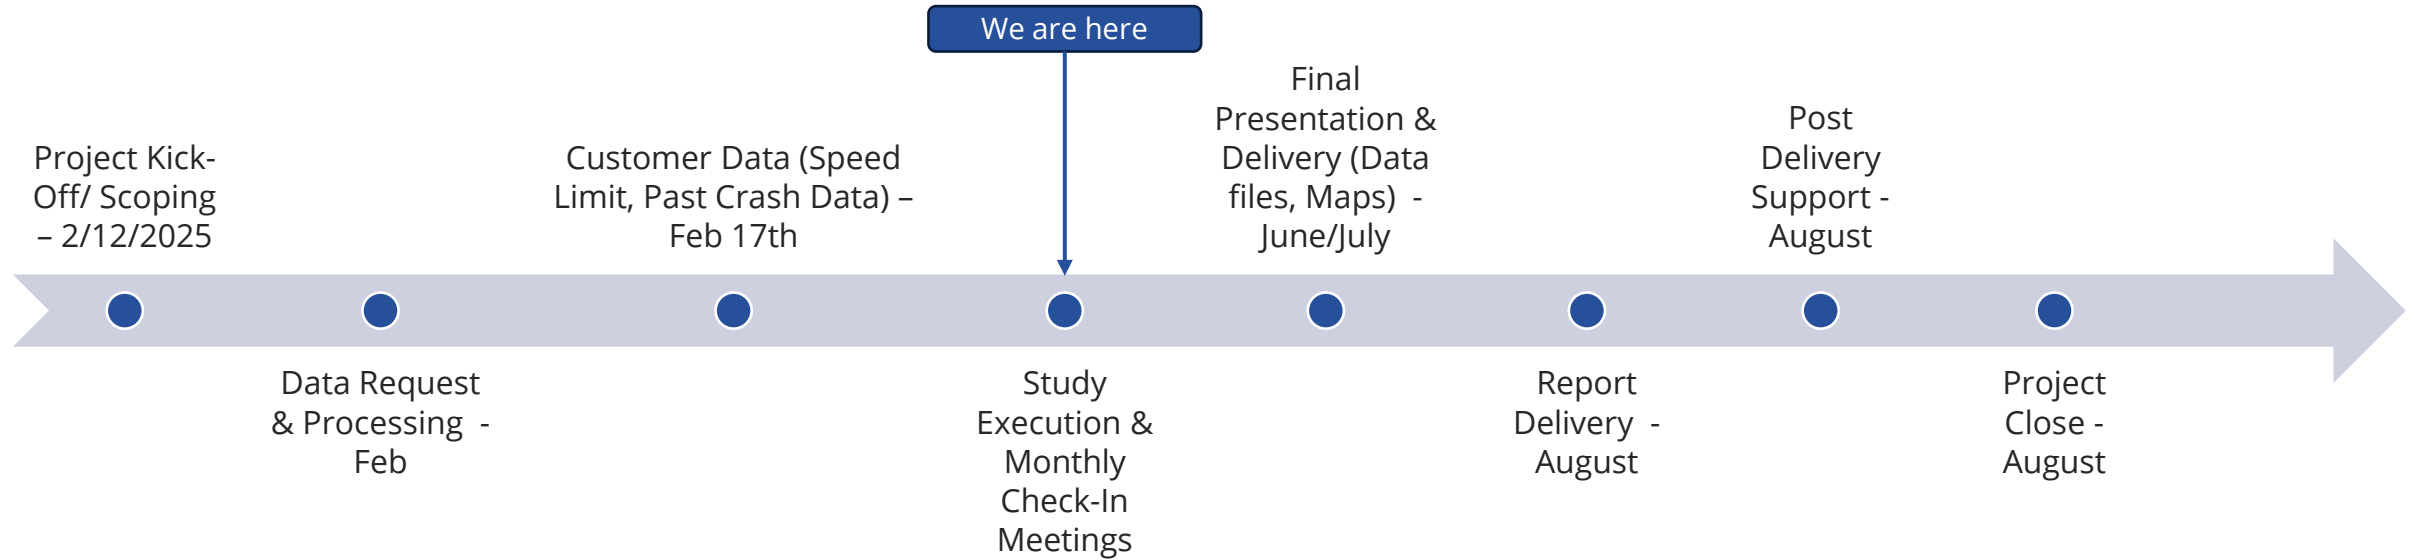 We are here
Project Kick-
Off/ Scoping
– 2/12/2025
Data Request
& Processing  -
Feb
Customer Data (Speed
Limit, Past Crash Data) –
Feb 17th
Study
Execution &
Monthly
Check-In
Meetings
Final
Presentation &
Delivery (Data
files, Maps)  -
June/July
Report
Delivery  -
August
Post
Delivery
Support -
August
Project
Close -
August